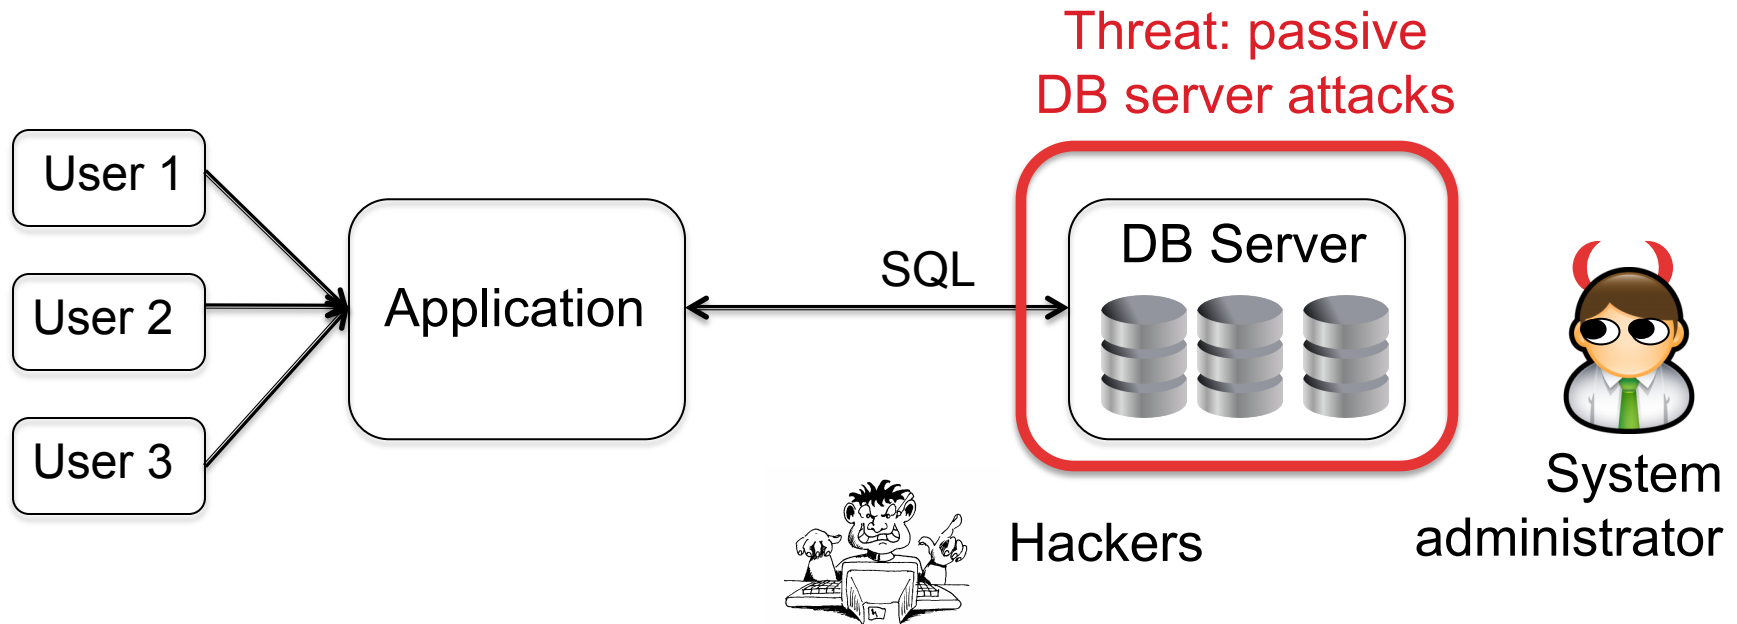 Threat: passive
DB server attacks
User 1
User 2
User 3
Application
SQL
DB Server
Hackers
System
administrator